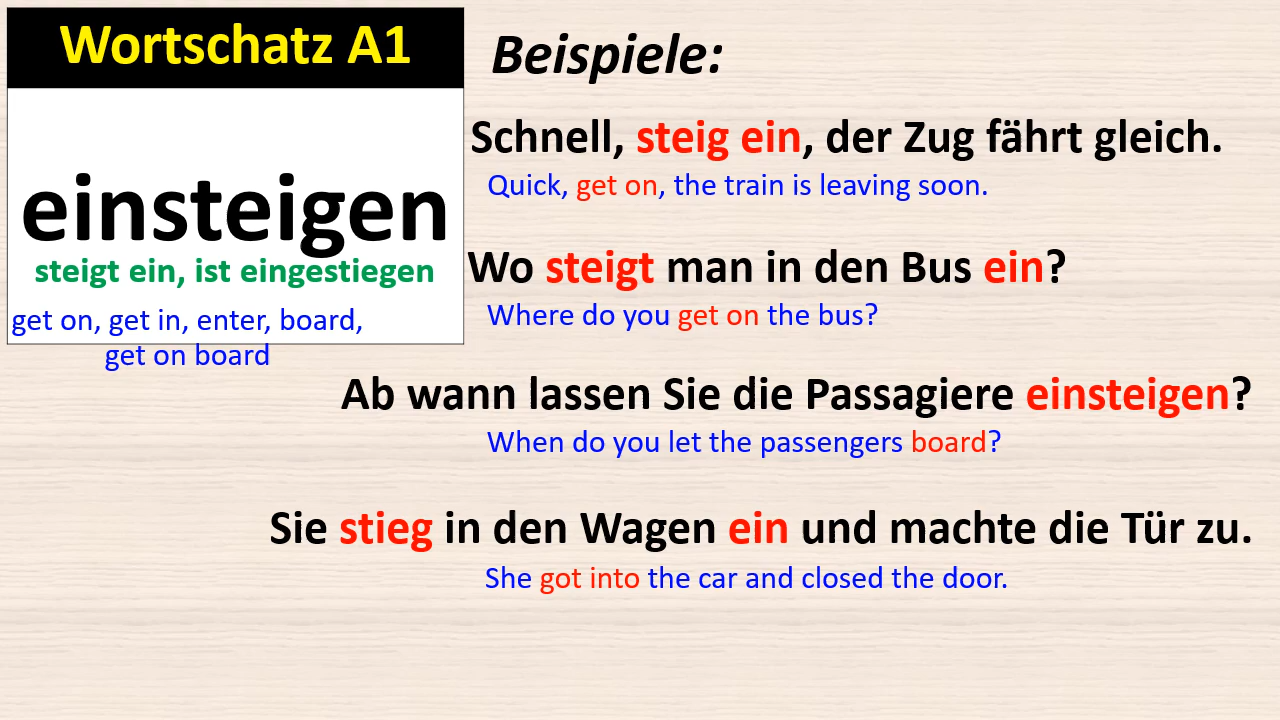 Wortschatz A1
einsteigen
steigt ein, ist eingestiegen
get on, get in, enter, board,
get on board
Beispiele:
Schnell, steig ein, der Zug fährt gleich.
Quick, get on, the train is leaving soon.
Wo steigt man in den Bus ein?
Where do you get on the bus?
Ab wann lassen Sie die Passagiere einsteigen?
When do you let the passengers board?
Sie stieg in den Wagen ein und machte die Tür zu.
She got into the car and closed the door.